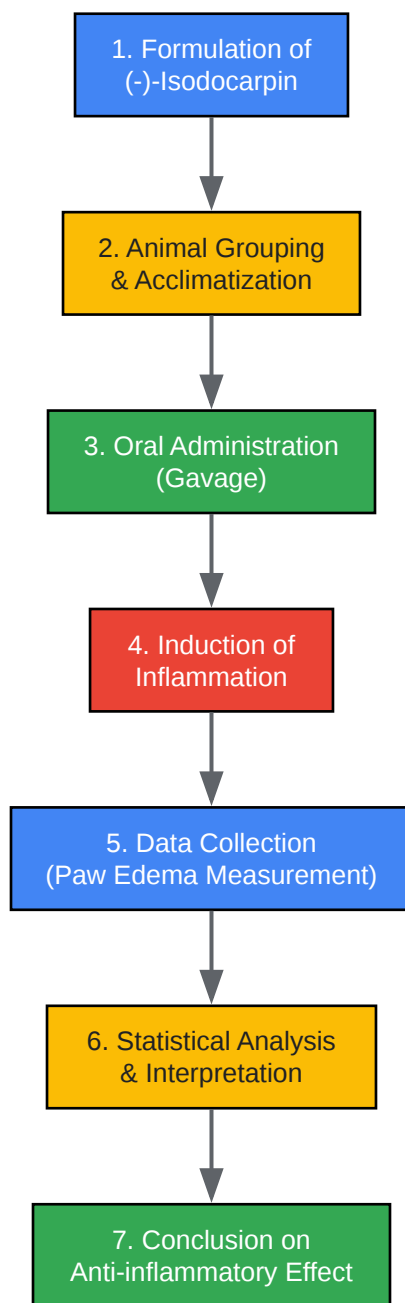 1. Formulation of
(-)-Isodocarpin
2. Animal Grouping
& Acclimatization
3. Oral Administration
(Gavage)
4. Induction of
Inflammation
5. Data Collection
(Paw Edema Measurement)
6. Statistical Analysis
& Interpretation
7. Conclusion on
Anti-inflammatory Effect